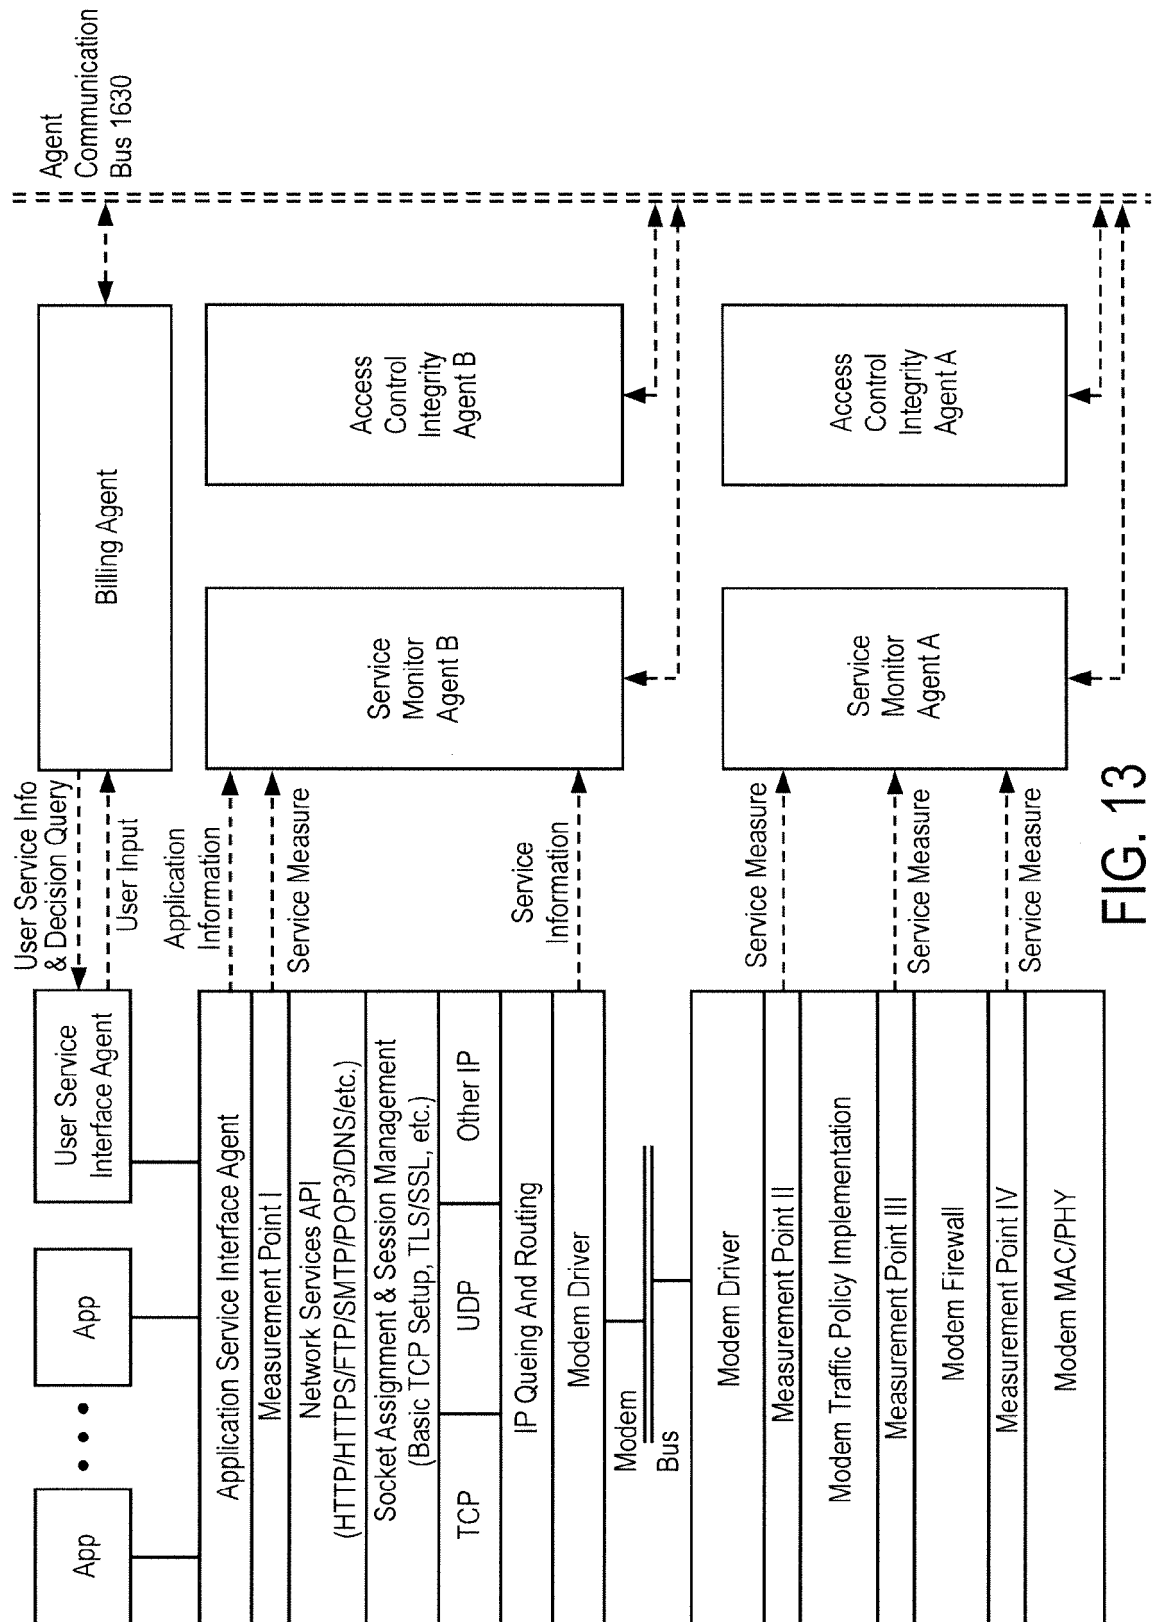 App
App
User Service
Interface Agent
User Service Info
& Decision Query
User Input
Billing Agent
Agent
Communication
Bus 1630
Application Service Interface Agent
Application
Information
Measurement Point I
Service Measure
Network Services API
(HTTP/HTTPS/FTP/SMTP/POP3/DNS/etc.)
Socket Assignment & Session Management
(Basic TCP Setup, TLS/SSL, etc.)
TCP
UDP
Other IP
IP Queing And Routing
Modem Driver
Service
Information
Service
Monitor
Agent B
Access
Control
Integrity
Agent B
Modem
Bus
Modem Driver
Measurement Point II
Service Measure
Modem Traffic Policy Implementation
Measurement Point III
Service Measure
Modem Firewall
Measurement Point IV
Service Measure
Modem MAC/PHY
Service
Monitor
Agent A
Access
Control
Integrity
Agent A
FIG. 13